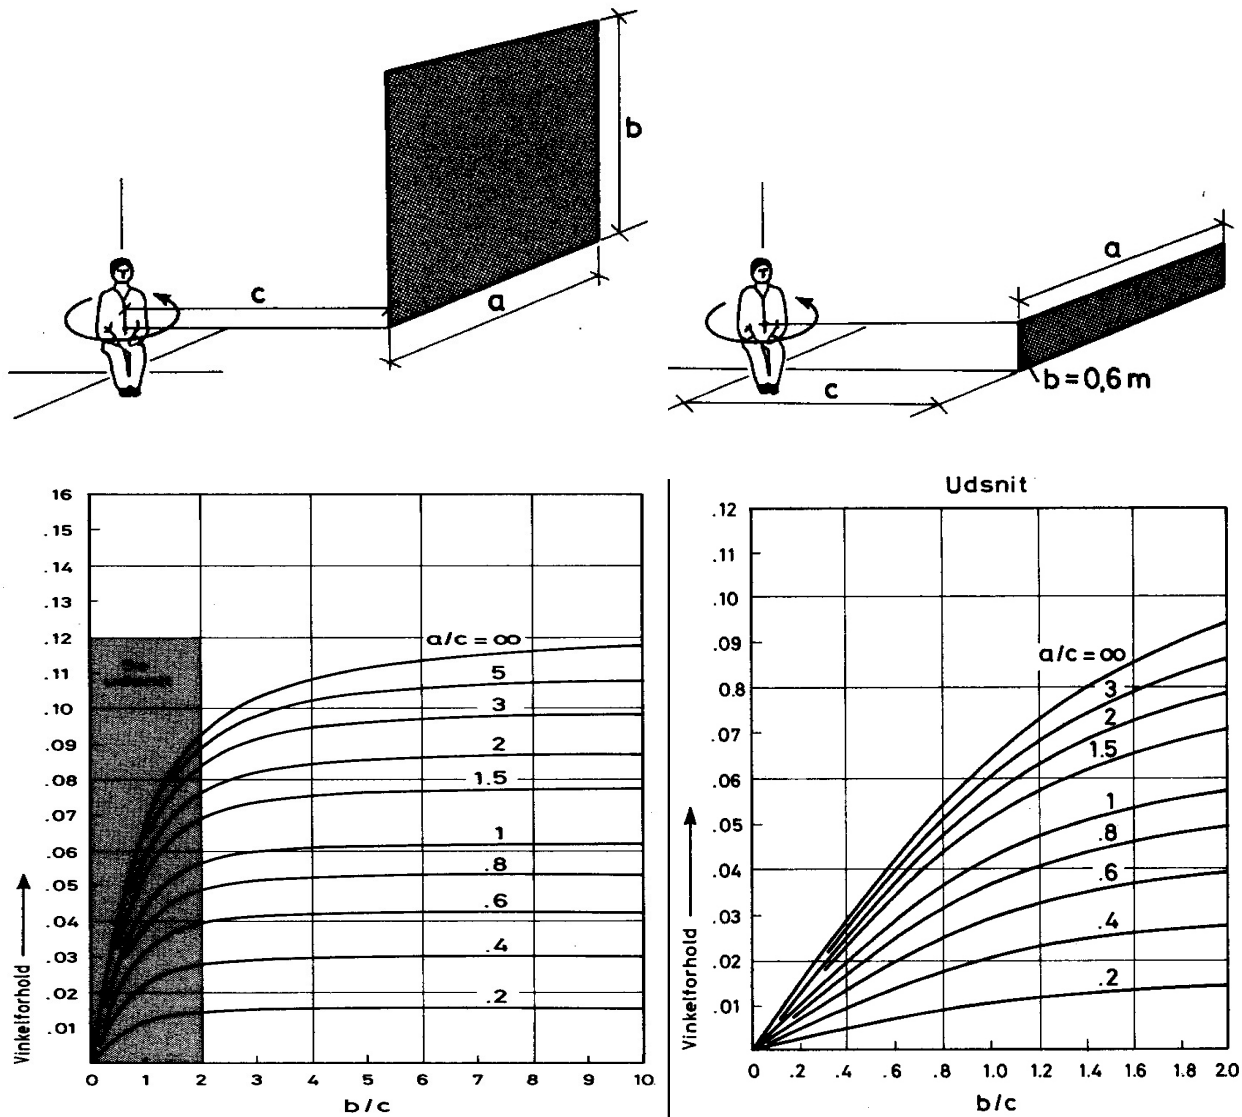 b
c
a
a
b = 0,6 m
c
16
.15
.14
.13
.12
.11
.10
.09
.08
.07
.06
.05
.04
.03
.02
.01
Vinkelforhold
udsnit
a/c = ∞
5
3
2
1.5
1
.8
.6
.4
.2
0 1 2 3 4 5 6 7 8 9 10
b/c
Udsnit
.12
.11
.10
.09
.08
.07
.06
.05
.04
.03
.02
.01
Vinkelforhold
a/c = ∞
3
2
1.5
1
.8
.6
.4
.2
0 .2 .4 .6 .8 1.0 1.2 1.4 1.6 1.8 2.0
b/c